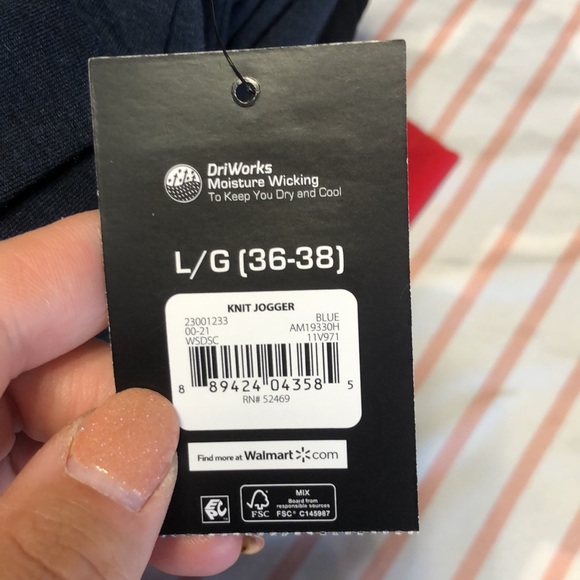 DriWorks
Moisture Wicking
To Keep You Dry and Cool
L/G (36-38)
KNIT JOGGER
23001233 BLUE
00-21 AM19330H
WSDSC 11V971
8 89424 04358 5
RN# 52469
Find more at Walmart.com
FSC
MIX
Board from
responsible sources
FSC® C145987